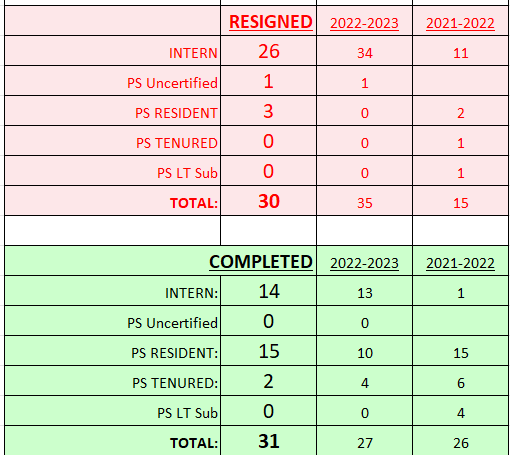 RESIGNED 2022-2023 2021-2022
INTERN 26 34 11
PS Uncertified 1 1
PS RESIDENT 3 0 2
PS TENURED 0 0 1
PS LT Sub 0 0 1
TOTAL: 30 35 15
COMPLETED 2022-2023 2021-2022
INTERN: 14 13 1
PS Uncertified 0 0
PS RESIDENT: 15 10 15
PS TENURED: 2 4 6
PS LT Sub 0 0 4
TOTAL: 31 27 26